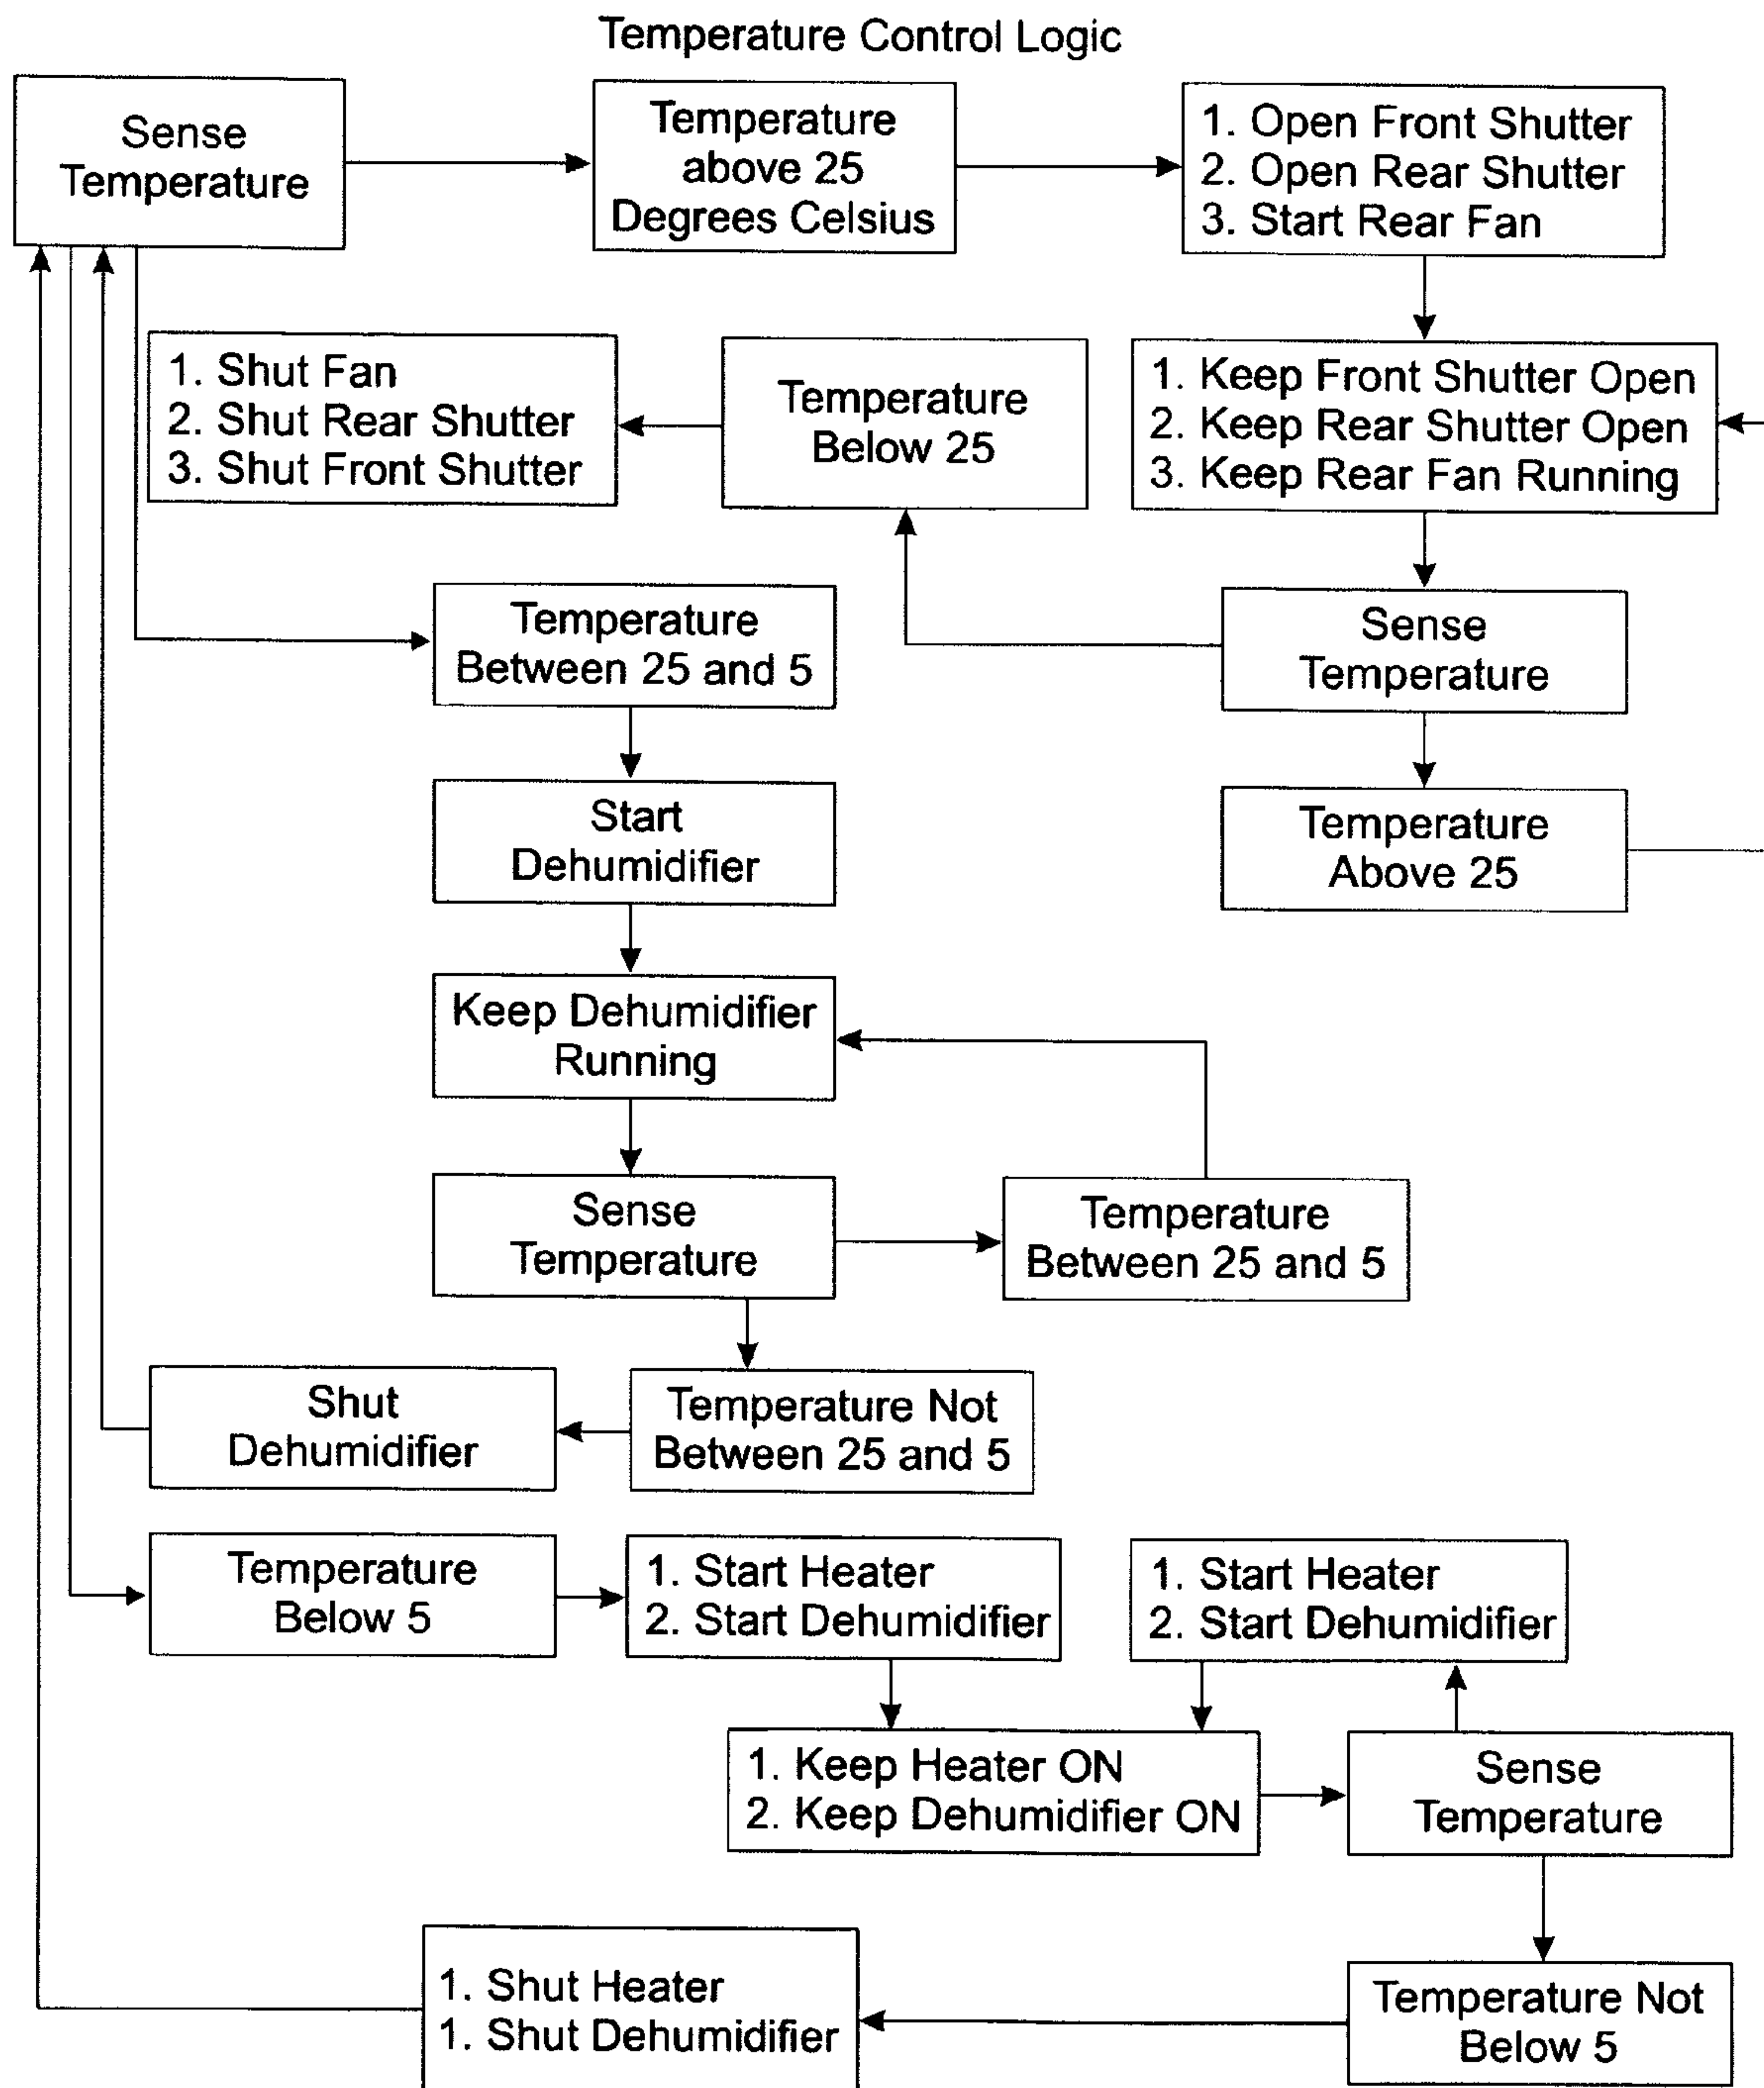 Temperature Control Logic
Sense
Temperature
Temperature
above 25
Degrees Celsius
1. Open Front Shutter
2. Open Rear Shutter
3. Start Rear Fan
1. Shut Fan
2. Shut Rear Shutter
3. Shut Front Shutter
Temperature
Below 25
1. Keep Front Shutter Open
2. Keep Rear Shutter Open
3. Keep Rear Fan Running
Temperature
Between 25 and 5
Sense
Temperature
Start
Dehumidifier
Temperature
Above 25
Keep Dehumidifier
Running
Sense
Temperature
Temperature
Between 25 and 5
Shut
Dehumidifier
Temperature Not
Between 25 and 5
Temperature
Below 5
1. Start Heater
2. Start Dehumidifier
1. Start Heater
2. Start Dehumidifier
1. Keep Heater ON
2. Keep Dehumidifier ON
Sense
Temperature
1. Shut Heater
1. Shut Dehumidifier
Temperature Not
Below 5